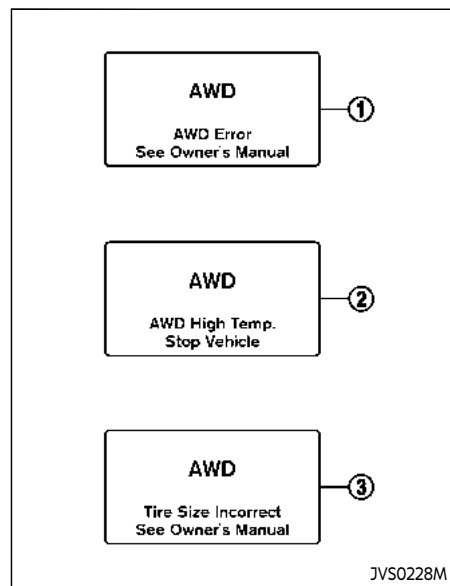 AWD
AWD Error
See Owner's Manual
1
AWD
AWD High Temp.
Stop Vehicle
2
AWD
Tire Size Incorrect
See Owner's Manual
3
JVS0228M